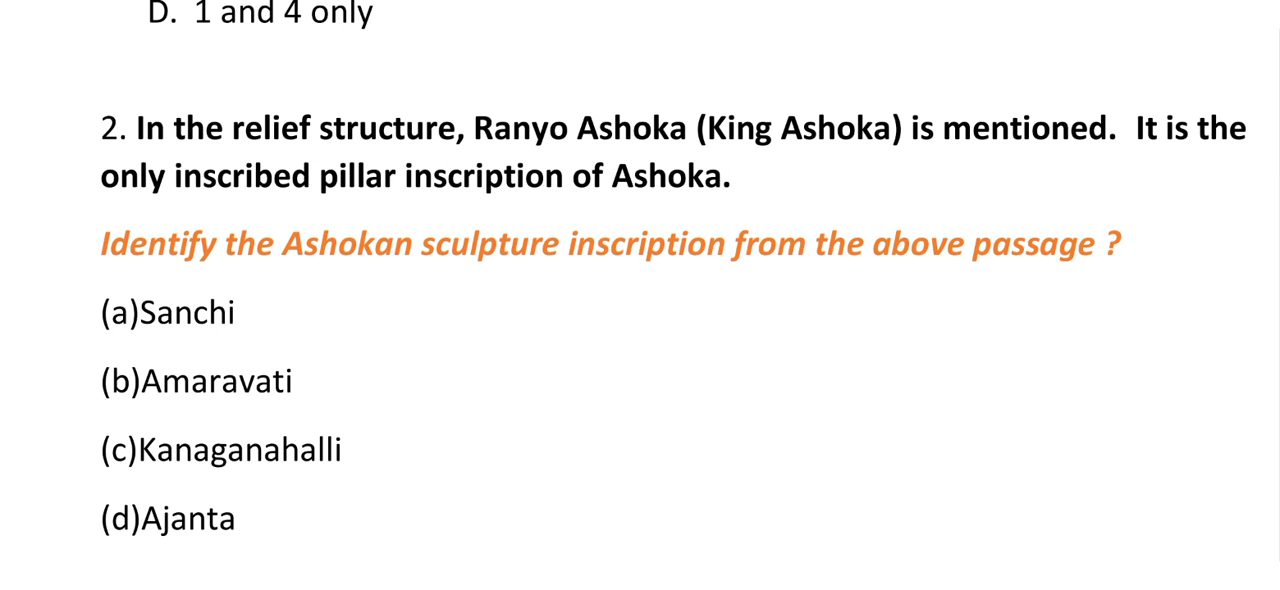 D. 1 and 4 only
2. In the relief structure, Ranyo Ashoka (King Ashoka) is mentioned. It is the
only inscribed pillar inscription of Ashoka.
Identify the Ashokan sculpture inscription from the above passage ?
(a)Sanchi
(b)Amaravati
(c)Kanaganahalli
(d)Ajanta